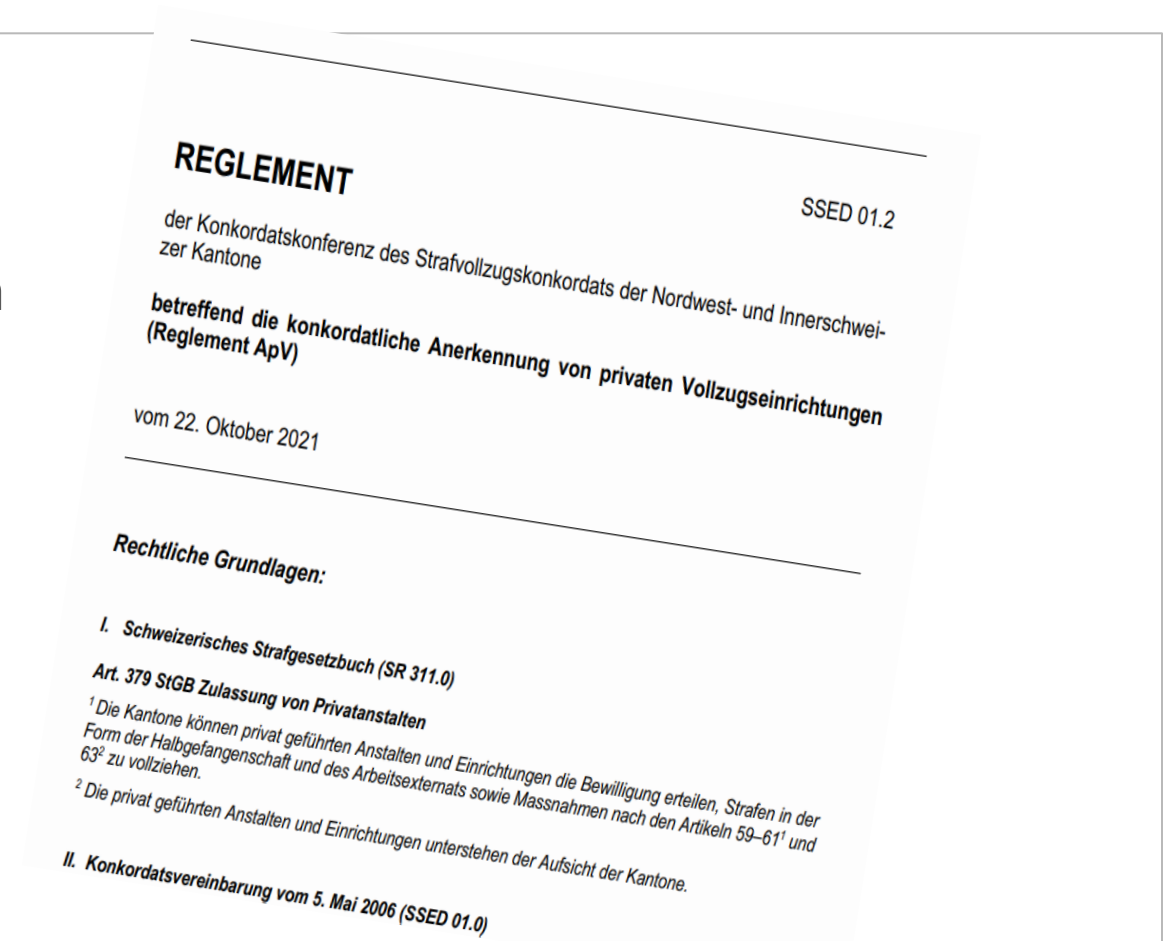 REGLEMENT
SSED 01.2
der Konkordatskonferenz des Strafvollzugskonkordats der Nordwest- und Innerschwei-
zer Kantone
betreffend die konkordatliche Anerkennung von privaten Vollzugseinrichtungen
(Reglement ApV)
vom 22. Oktober 2021
Rechtliche Grundlagen:
I. Schweizerisches Strafgesetzbuch (SR 311.0)
Art. 379 StGB Zulassung von Privatanstalten
¹ Die Kantone können privat geführten Anstalten und Einrichtungen die Bewilligung erteilen, Strafen in der
Form der Halbgefangenschaft und des Arbeitsexternats sowie Massnahmen nach den Artikeln 59–61¹ und
63² zu vollziehen.
² Die privat geführten Anstalten und Einrichtungen unterstehen der Aufsicht der Kantone.
II. Konkordatsvereinbarung vom 5. Mai 2006 (SSED 01.0)